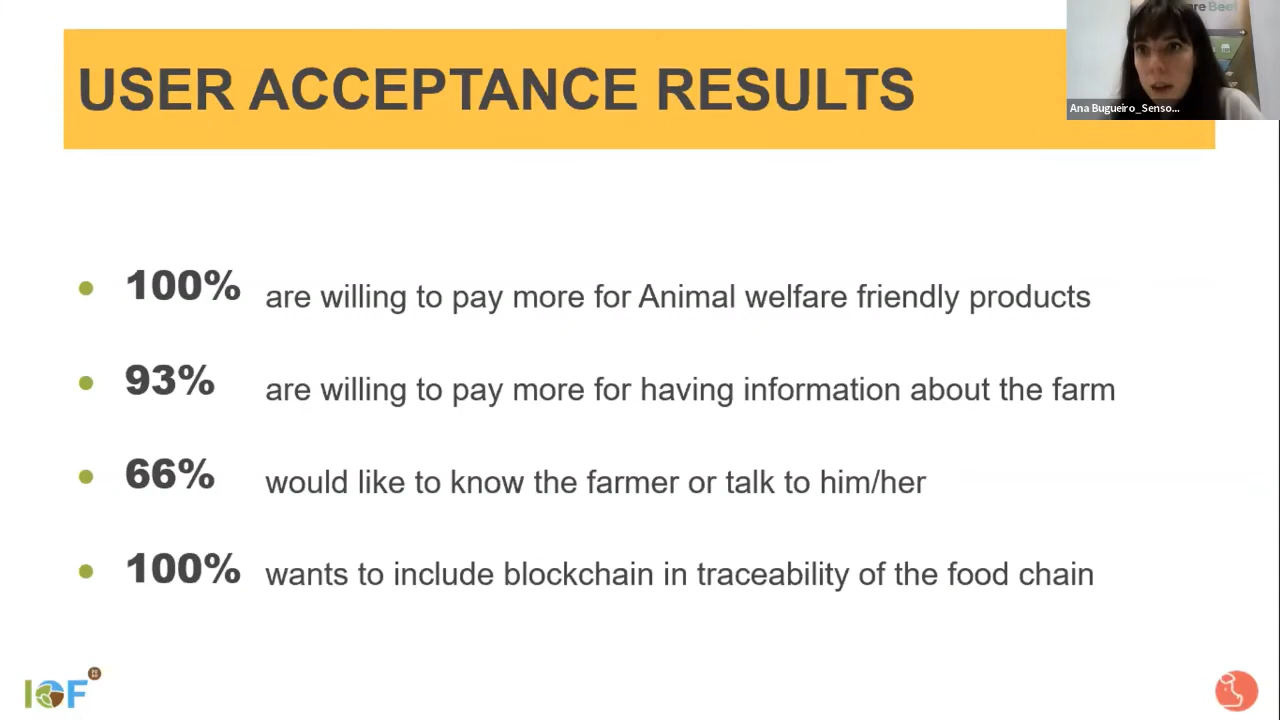 USER ACCEPTANCE RESULTS
Ana Bugueiro_Senso...
100% are willing to pay more for Animal welfare friendly products
93% are willing to pay more for having information about the farm
66% would like to know the farmer or talk to him/her
100% wants to include blockchain in traceability of the food chain
IOF